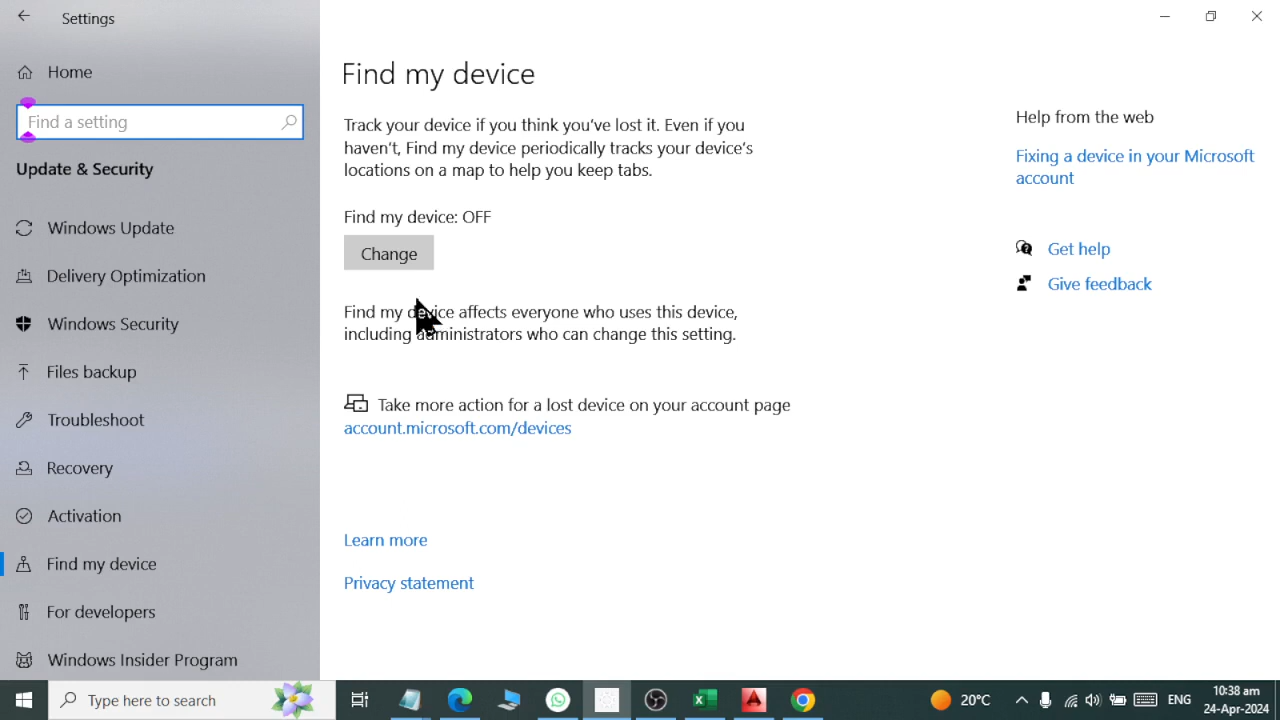 Settings
Home
Find a setting
Update & Security
Windows Update
Delivery Optimization
Windows Security
Files backup
Troubleshoot
Recovery
Activation
Find my device
For developers
Windows Insider Program
Find my device
Track your device if you think you've lost it. Even if you
haven't, Find my device periodically tracks your device's
locations on a map to help you keep tabs.
Find my device: OFF
Change
Find my device affects everyone who uses this device,
including administrators who can change this setting.
Take more action for a lost device on your account page
account.microsoft.com/devices
Learn more
Privacy statement
Help from the web
Fixing a device in your Microsoft
account
Get help
Give feedback
Type here to search
20°C
ENG
10:38 am
24-Apr-2024